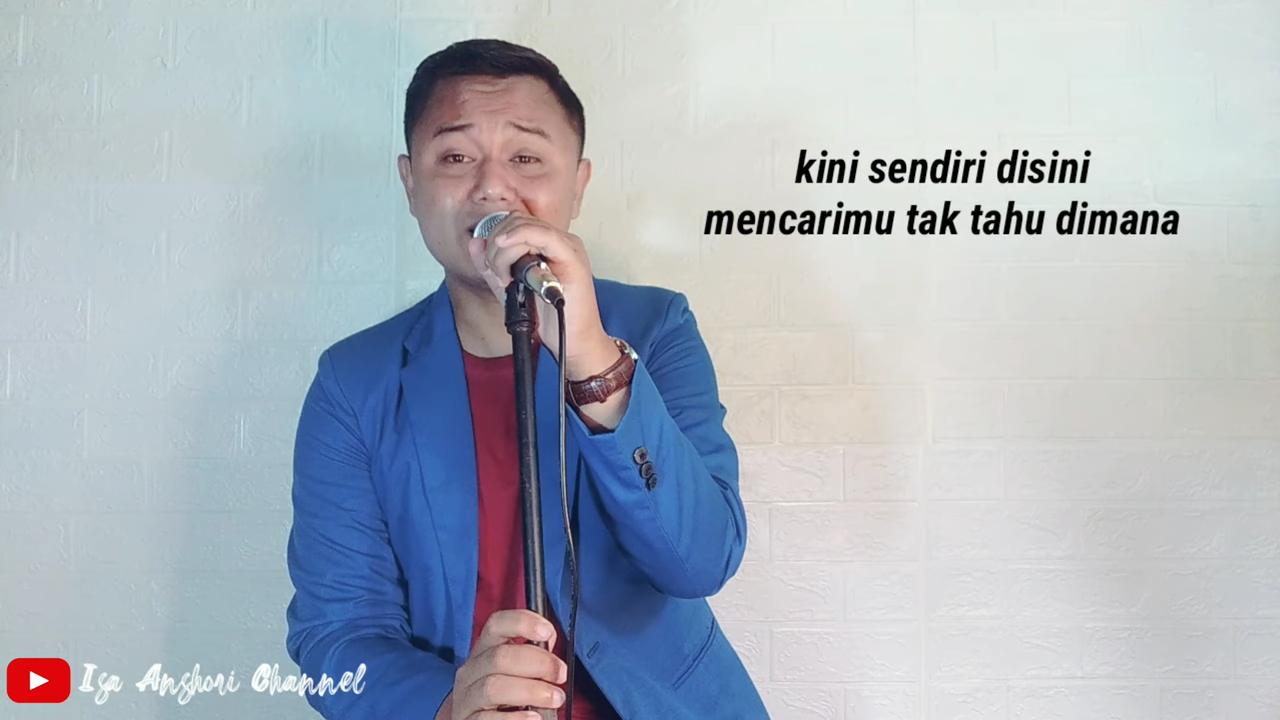 kini sendiri disini
mencarimu tak tahu dimana
Isa Anshori Channel